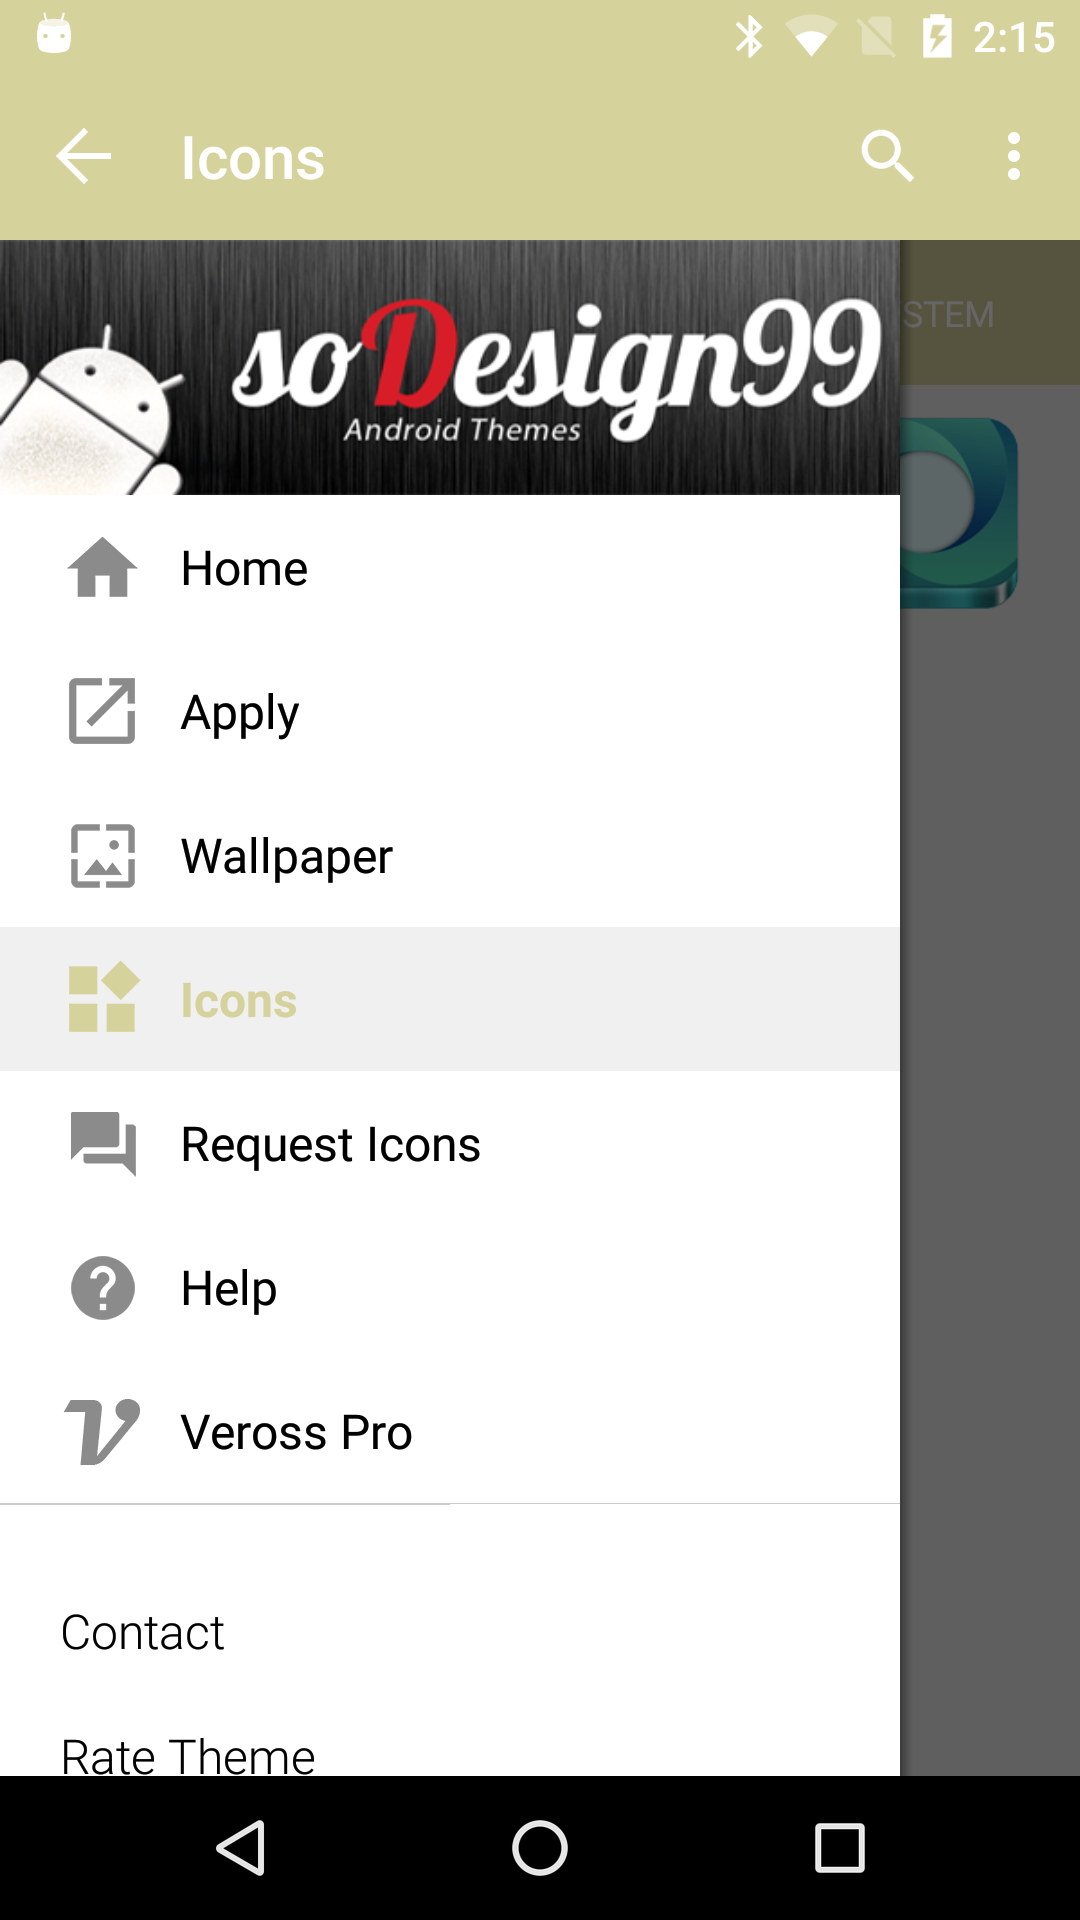 2:15
Icons
soDesign99
Android Themes
STEM
Home
Apply
Wallpaper
Icons
Request Icons
Help
Veross Pro
Contact
Rate Theme